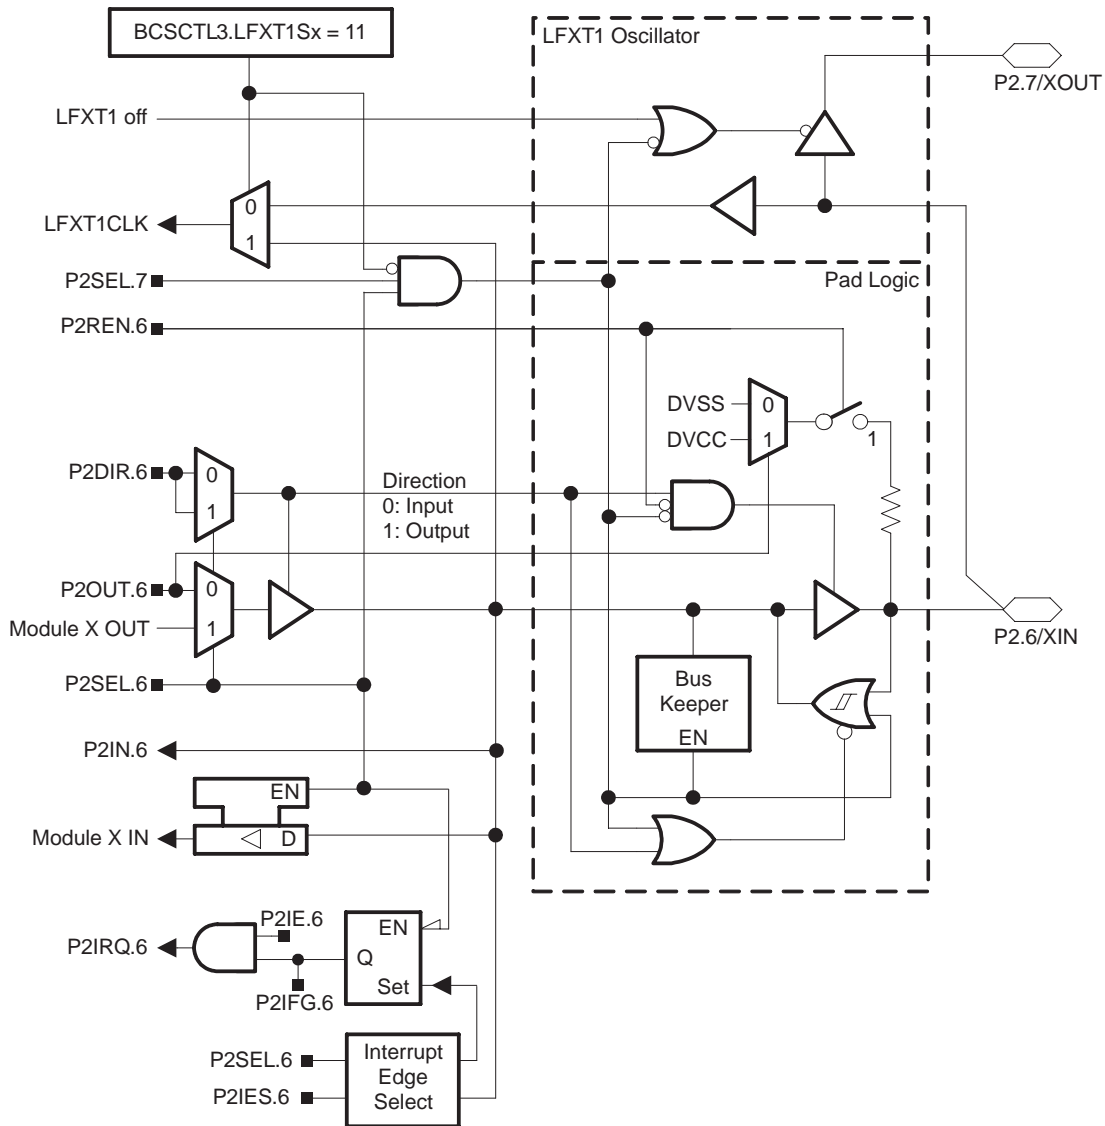 BCSCTL3.LFXT1Sx = 11
LFXT1 Oscillator
P2.7/XOUT
LFXT1 off
0
LFXT1CLK
1
P2SEL.7
Pad Logic
P2REN.6
DVSS
0
DVCC
1
1
P2DIR.6
0
1
Direction
0: Input
1: Output
P2OUT.6
0
Module X OUT
1
P2.6/XIN
P2SEL.6
Bus
Keeper
EN
P2IN.6
EN
Module X IN
D
P2IE.6
EN
P2IRQ.6
Q
Set
P2IFG.6
P2SEL.6
P2IES.6
Interrupt
Edge
Select